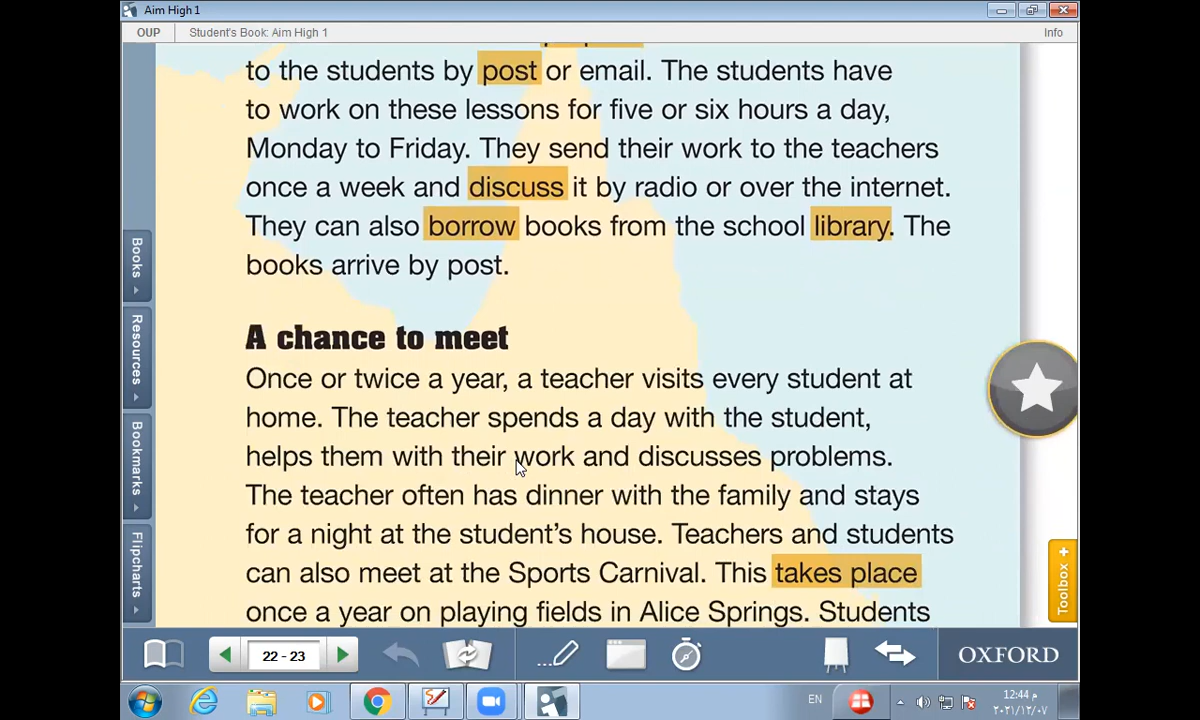 Aim High 1
OUP
Student's Book: Aim High 1
Info
to the students by post or email. The students have
to work on these lessons for five or six hours a day,
Monday to Friday. They send their work to the teachers
once a week and discuss it by radio or over the internet.
They can also borrow books from the school library. The
books arrive by post.
A chance to meet
Once or twice a year, a teacher visits every student at
home. The teacher spends a day with the student,
helps them with their work and discusses problems.
The teacher often has dinner with the family and stays
for a night at the student's house. Teachers and students
can also meet at the Sports Carnival. This takes place
once a year on playing fields in Alice Springs. Students
Books
Resources
Bookmarks
Flipcharts
Toolbox +
22 - 23
OXFORD
EN
12:44 م
٢٠٢١/١٢/٠٧